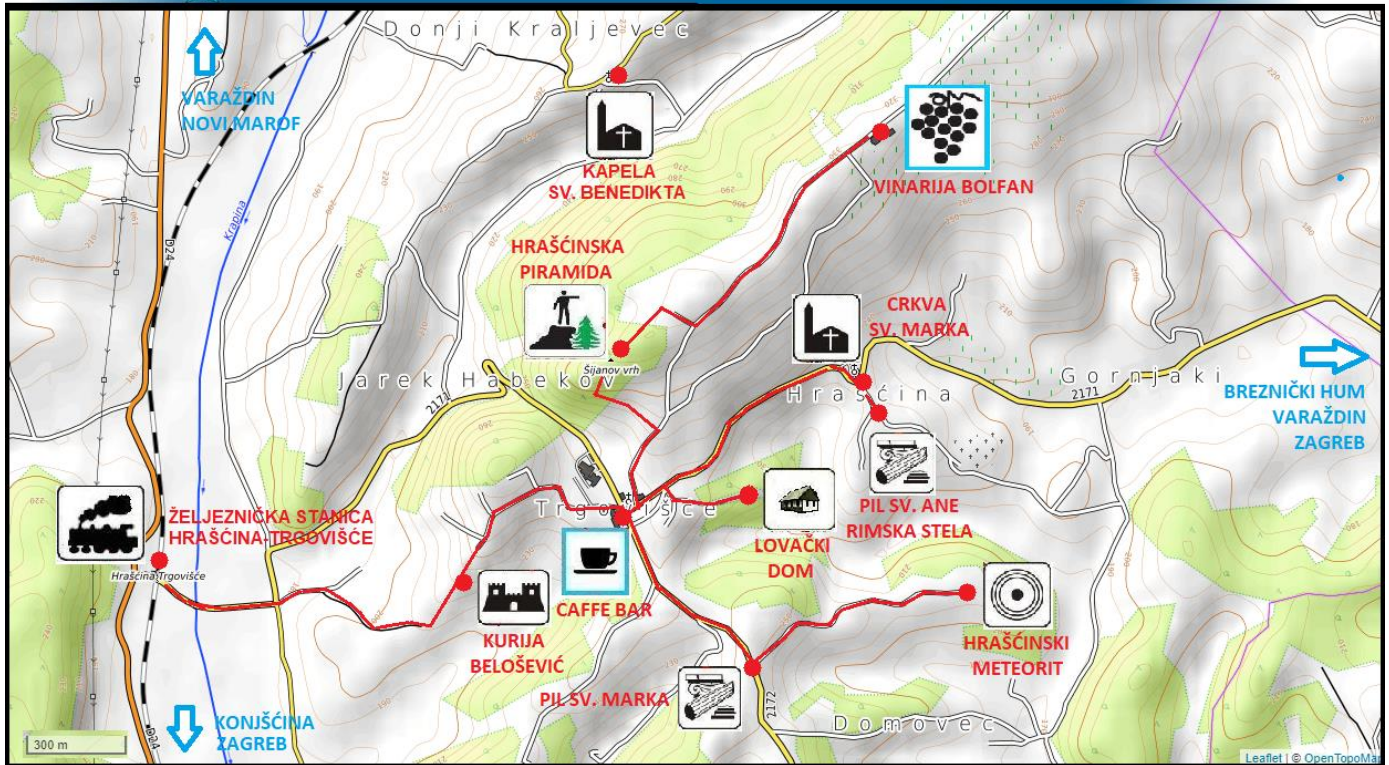 Donji Kraljevec
VARAŽDIN
NOVI MAROF
KAPELA
SV. BENEDIKTA
VINARIJA BOLFAN
Krapina
D24
HRAŠĆINSKA
PIRAMIDA
Šijanov vrh
Jarek Habekov
2171
CRKVA
SV. MARKA
Hrašćina
Gornjaki
2171
BREZNIČKI HUM
VARAŽDIN
ZAGREB
PIL SV. ANE
RIMSKA STELA
Trgovišće
ŽELJEZNIČKA STANICA
HRAŠĆINA-TRGOVIŠĆE
Hrašćina Trgovišće
LOVAČKI
DOM
CAFFE BAR
KURIJA
BELOŠEVIĆ
HRAŠĆINSKI
METEORIT
PIL SV. MARKA
2172
Domovec
KONJŠĆINA
ZAGREB
D24
300 m
Leaflet | © OpenTopoMap